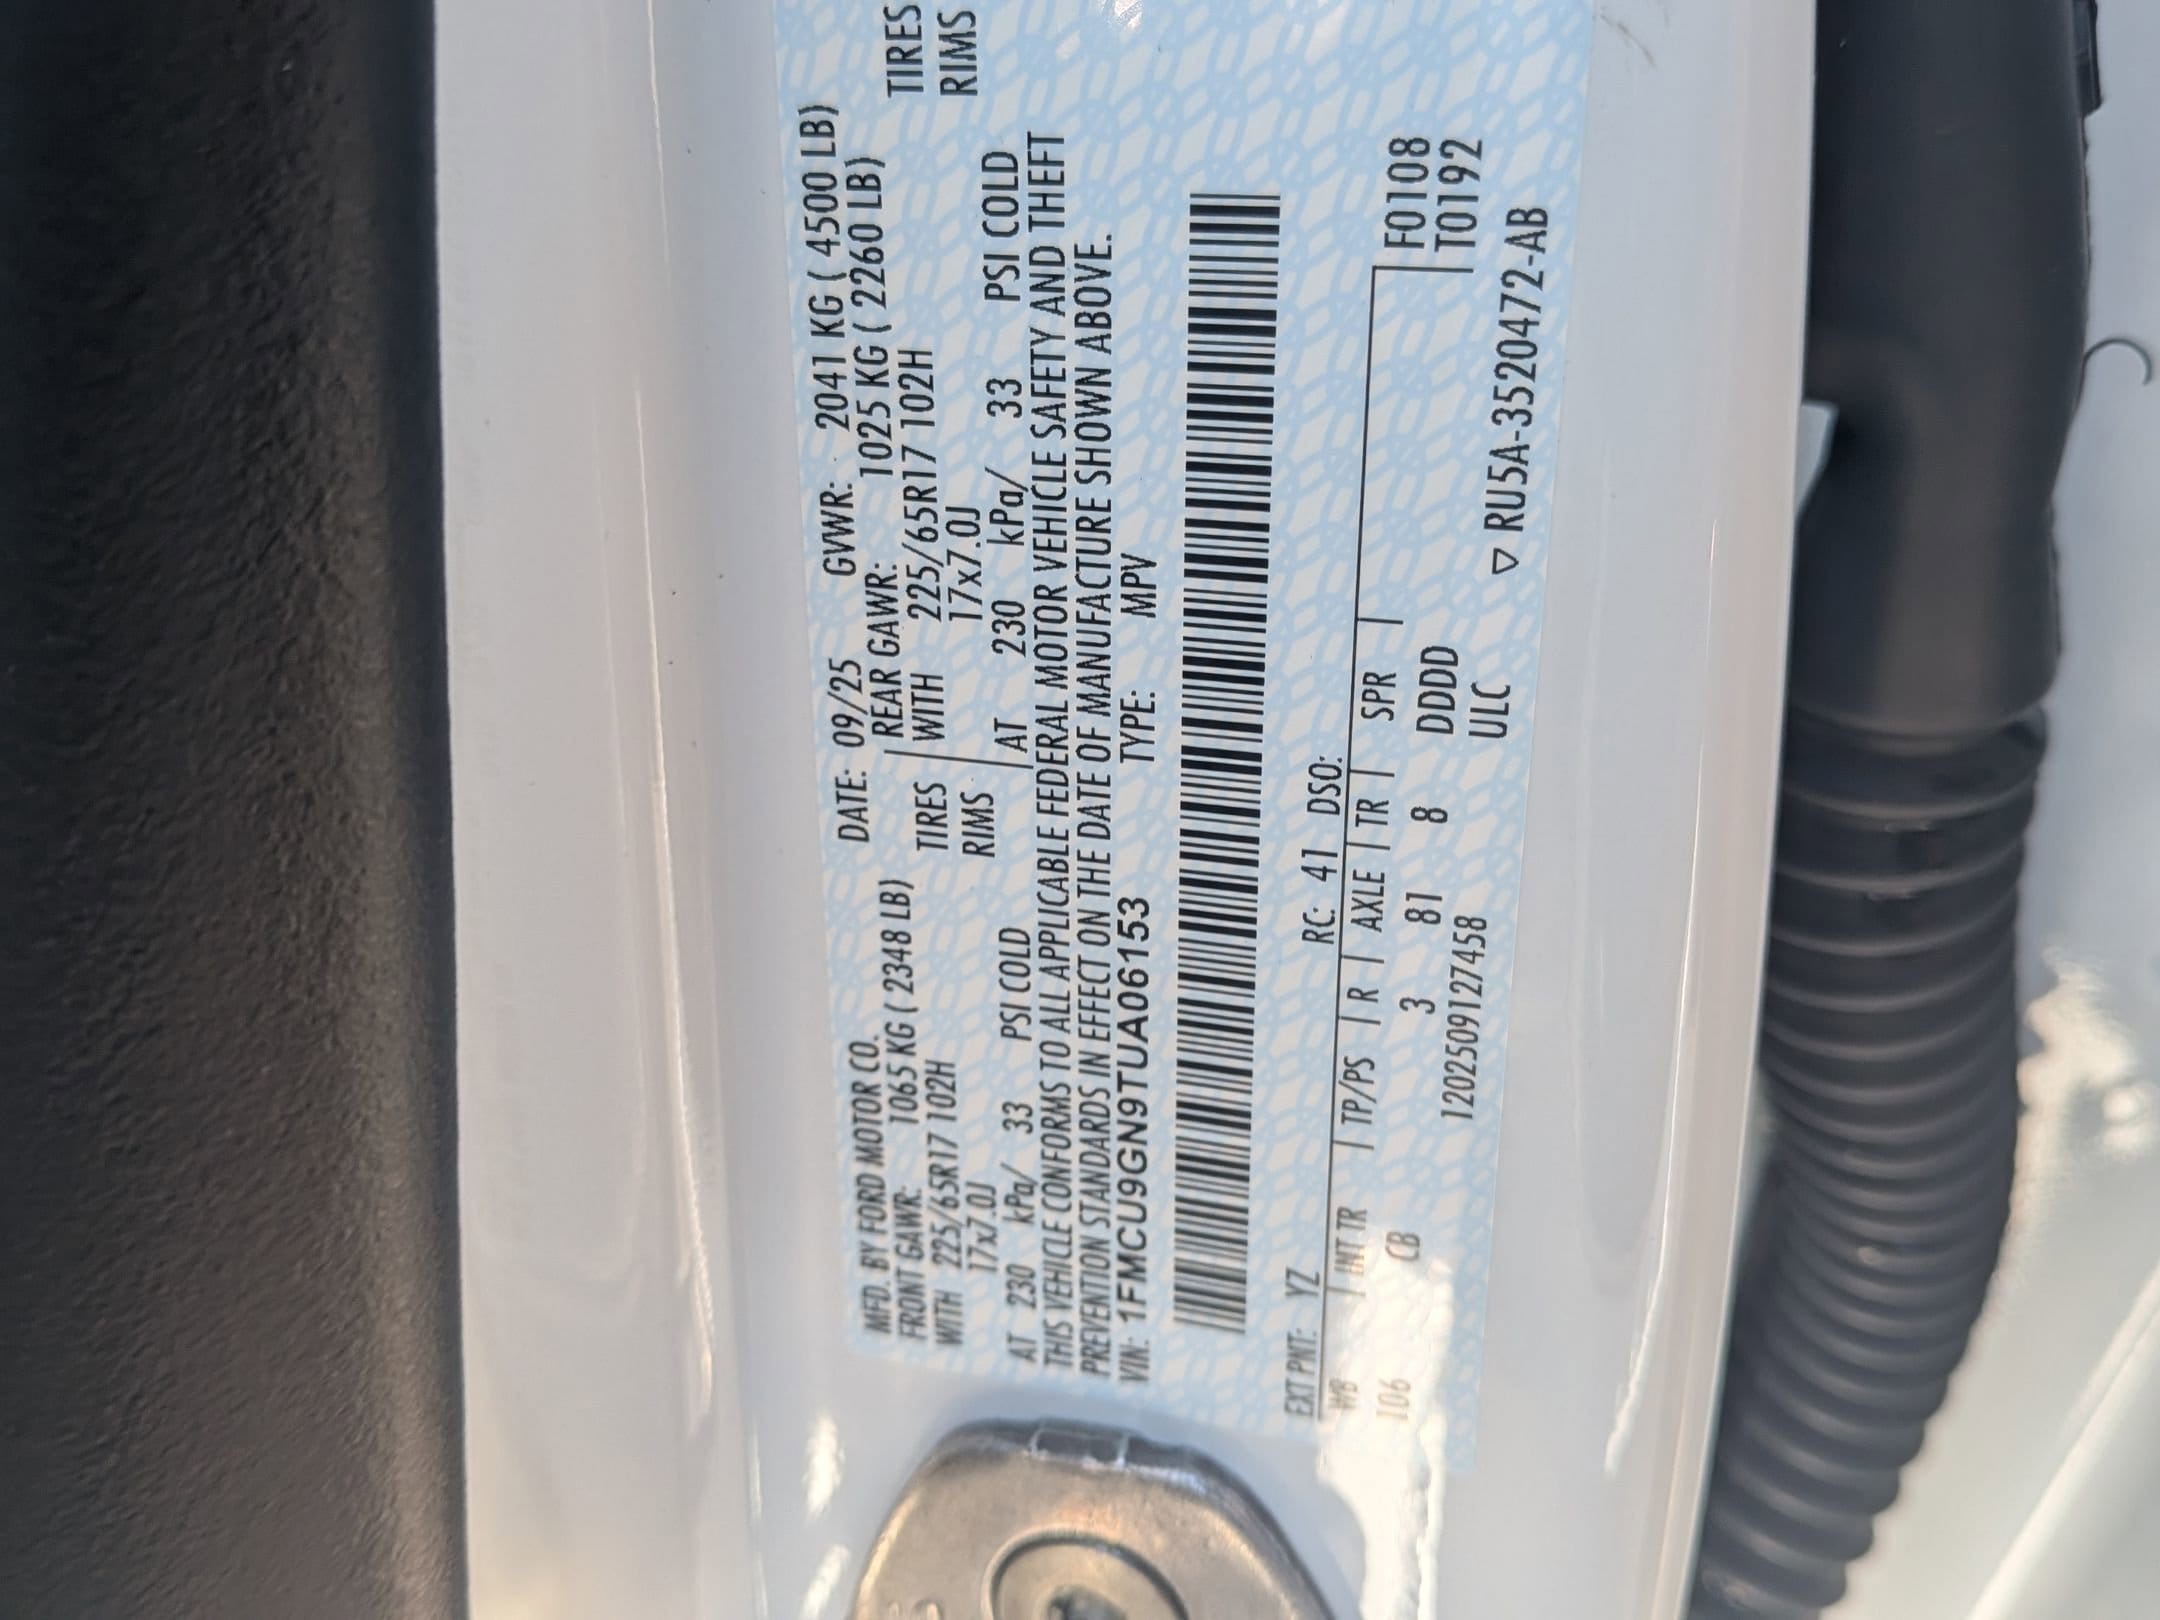 MFD. BY FORD MOTOR CO. DATE: 09/25 GVWR: 2041 KG ( 4500 LB)
FRONT GAWR: 1065 KG ( 2348 LB) REAR GAWR: 1025 KG ( 2260 LB)
WITH 225/65R17 102H TIRES WITH 225/65R17 102H TIRES
17x7.0J RIMS 17x7.0J RIMS
AT 230 kPa/ 33 PSI COLD AT 230 kPa/ 33 PSI COLD
THIS VEHICLE CONFORMS TO ALL APPLICABLE FEDERAL MOTOR VEHICLE SAFETY AND THEFT
PREVENTION STANDARDS IN EFFECT ON THE DATE OF MANUFACTURE SHOWN ABOVE.
VIN: 1FMCU9GN9TUA06153 TYPE: MPV
EXT PNT: YZ RC: 41 DSO:
WB | INT TR | TP/PS | R | AXLE | TR | SPR |
106 CB 3 81 8 DDDD F0108
1202509127458 ULC T0192
▽ RU5A-3520472-AB